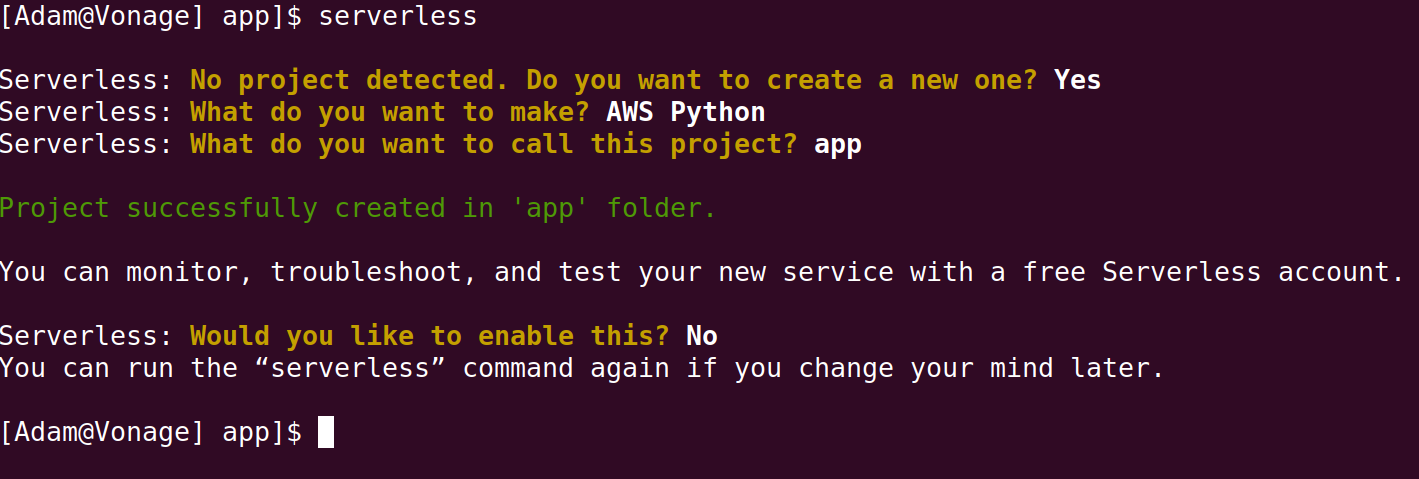 [Adam@Vonage] app]$ serverless
Serverless: No project detected. Do you want to create a new one? Yes
Serverless: What do you want to make? AWS Python
Serverless: What do you want to call this project? app
Project successfully created in 'app' folder.
You can monitor, troubleshoot, and test your new service with a free Serverless account.
Serverless: Would you like to enable this? No
You can run the “serverless” command again if you change your mind later.
[Adam@Vonage] app]$